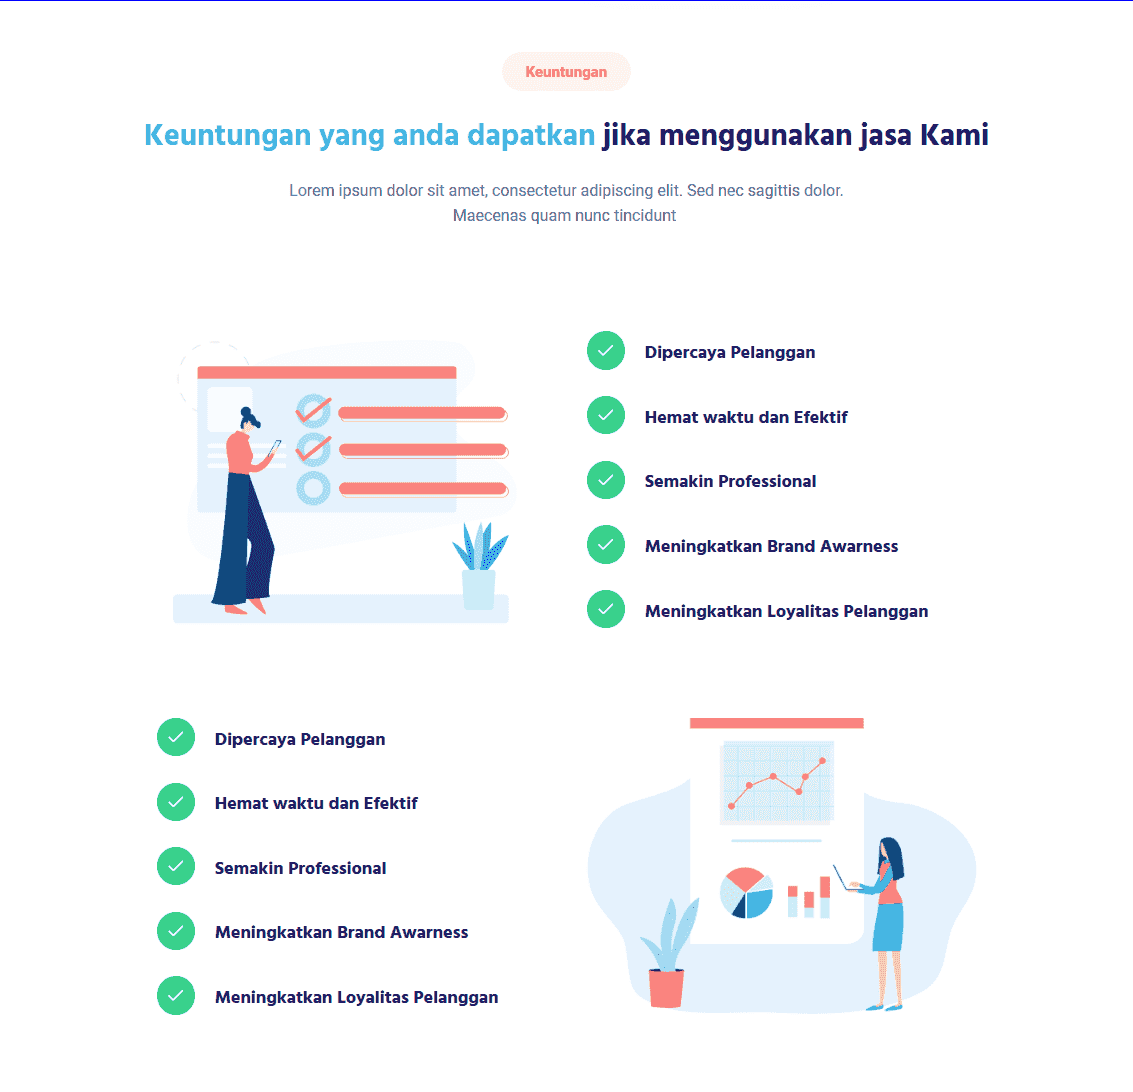 Keuntungan
Keuntungan yang anda dapatkan jika menggunakan jasa Kami
Lorem ipsum dolor sit amet, consectetur adipiscing elit. Sed nec sagittis dolor.
Maecenas quam nunc tincidunt
Dipercaya Pelanggan
Hemat waktu dan Efektif
Semakin Professional
Meningkatkan Brand Awarness
Meningkatkan Loyalitas Pelanggan
Dipercaya Pelanggan
Hemat waktu dan Efektif
Semakin Professional
Meningkatkan Brand Awarness
Meningkatkan Loyalitas Pelanggan